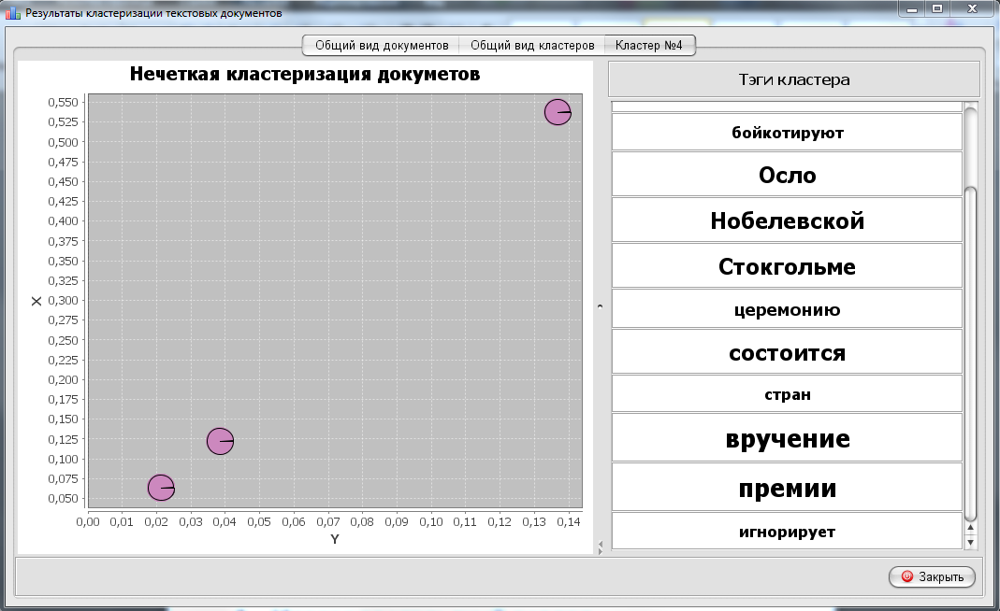 Результаты кластеризации текстовых документов
Общий вид документов
Общий вид кластеров
Кластер №4
Нечеткая кластеризация докуметов
0,550
0,525
0,500
0,475
0,450
0,425
0,400
0,375
0,350
0,325
0,300
0,275
0,250
0,225
0,200
0,175
0,150
0,125
0,100
0,075
0,050
X
0,00 0,01 0,02 0,03 0,04 0,05 0,06 0,07 0,08 0,09 0,10 0,11 0,12 0,13 0,14
Y
Тэги кластера
бойкотируют
Осло
Нобелевской
Стокгольме
церемонию
состоится
стран
вручение
премии
игнорирует
Закрыть